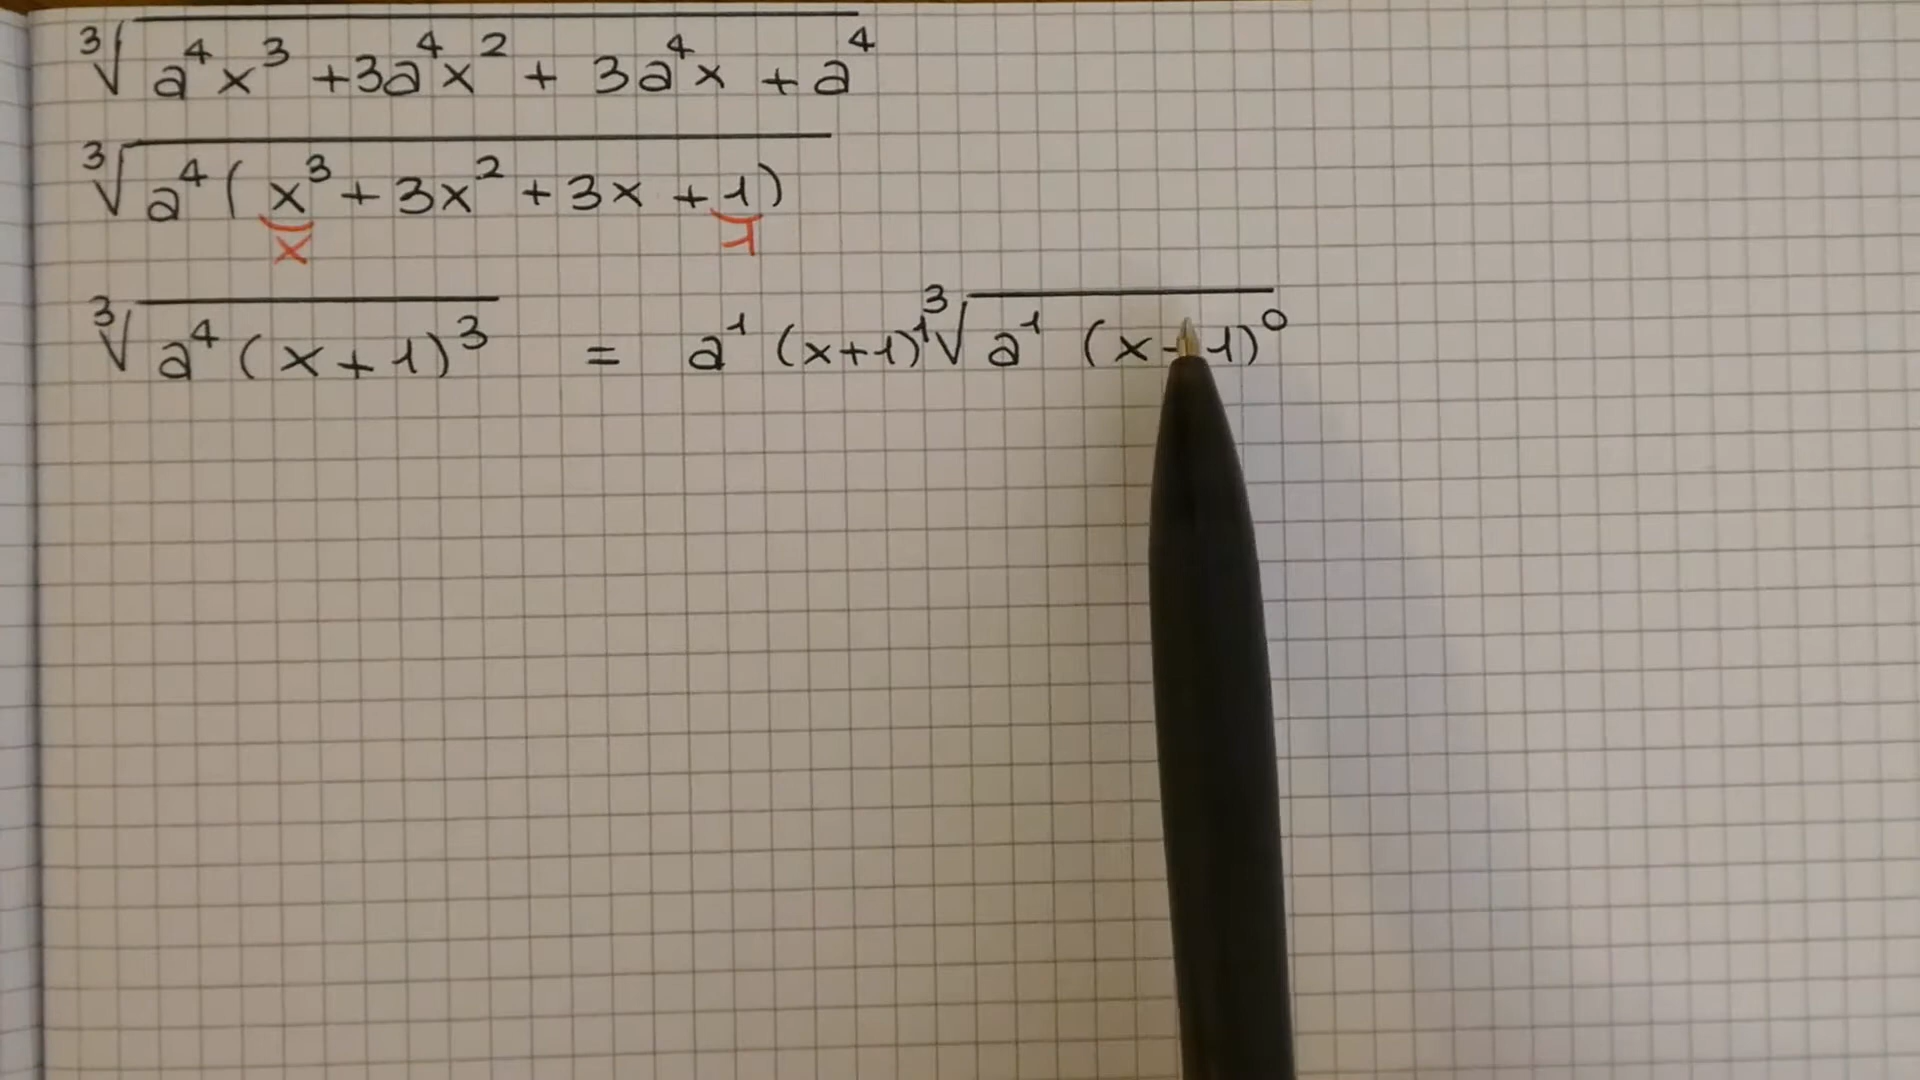 ∛(a⁴x³ + 3a⁴x² + 3a⁴x + a⁴)
∛(a⁴(x³ + 3x² + 3x + 1))
x 1
∛(a⁴(x+1)³) = a¹ (x+1)¹ ∛(a¹ (x+1)⁰)